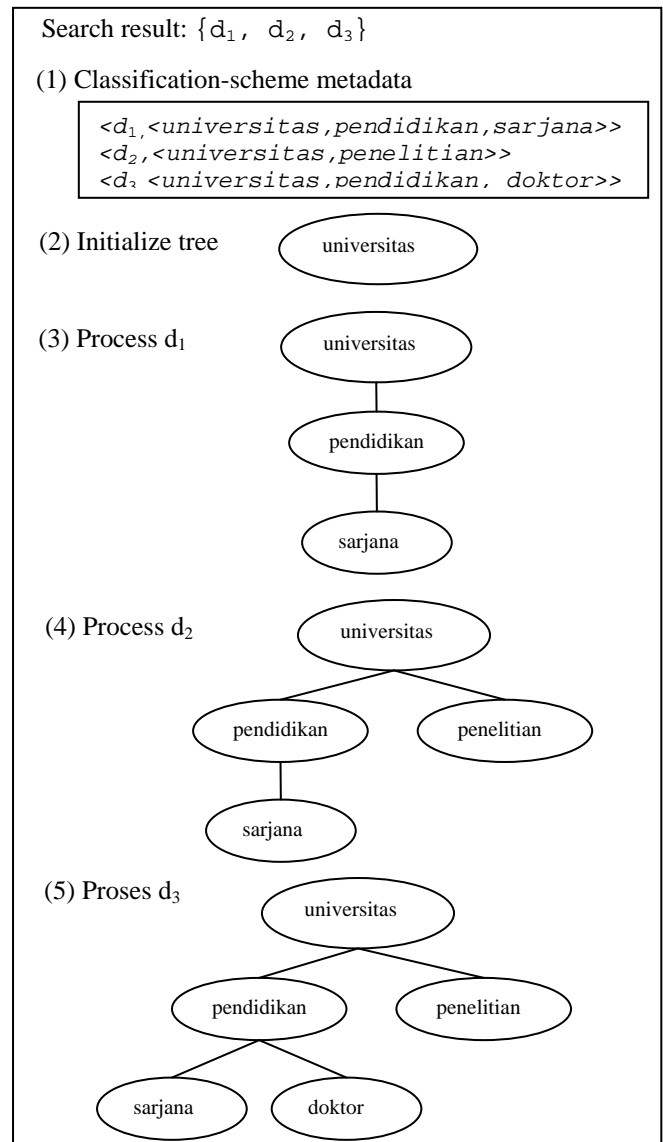 Search result: {d₁, d₂, d₃}
(1) Classification-scheme metadata
<d₁,<universitas,pendidikan,sarjana>>
<d₂,<universitas,penelitian>>
<d₃ <universitas,pendidikan, doktor>>
(2) Initialize tree
universitas
(3) Process d₁
universitas
pendidikan
sarjana
(4) Process d₂
universitas
pendidikan penelitian
sarjana
(5) Proses d₃
universitas
pendidikan penelitian
sarjana doktor